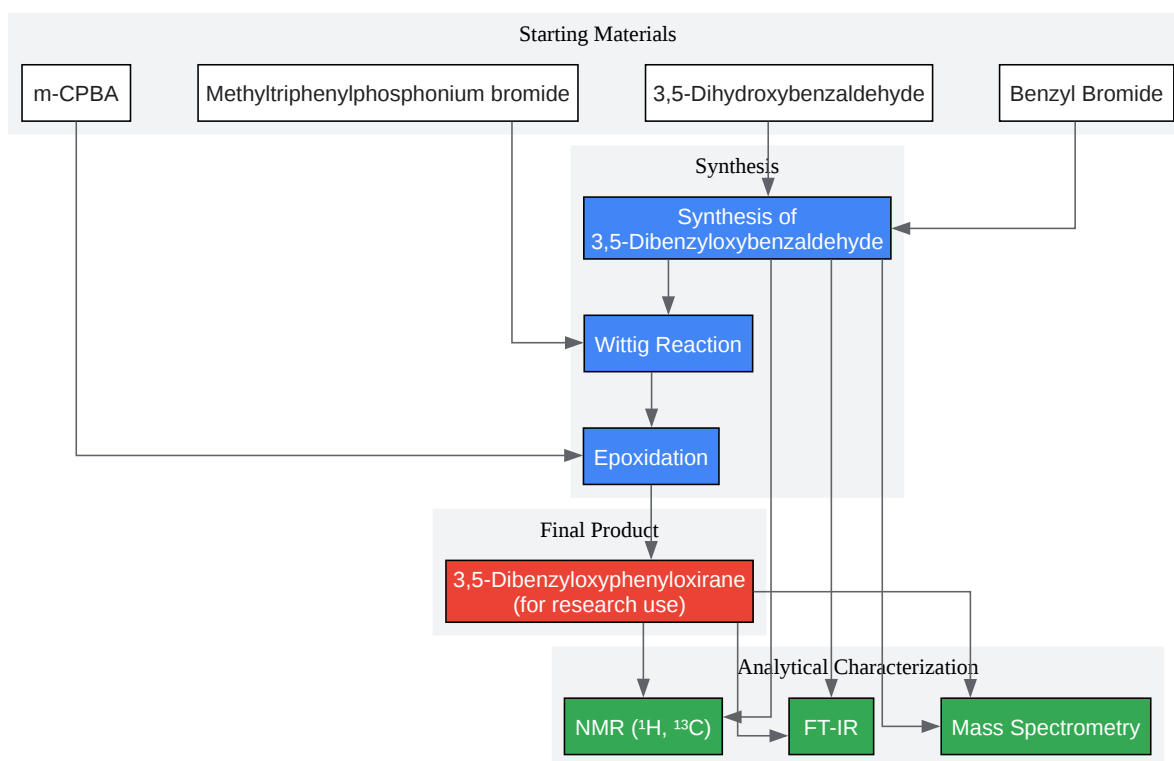 Starting Materials
m-CPBA
Methyltriphenylphosphonium bromide
3,5-Dihydroxybenzaldehyde
Benzyl Bromide
Synthesis
Synthesis of
3,5-Dibenzyloxybenzaldehyde
Wittig Reaction
Epoxidation
Final Product
3,5-Dibenzyloxyphenyloxirane
(for research use)
Analytical Characterization
NMR (¹H, ¹³C)
FT-IR
Mass Spectrometry